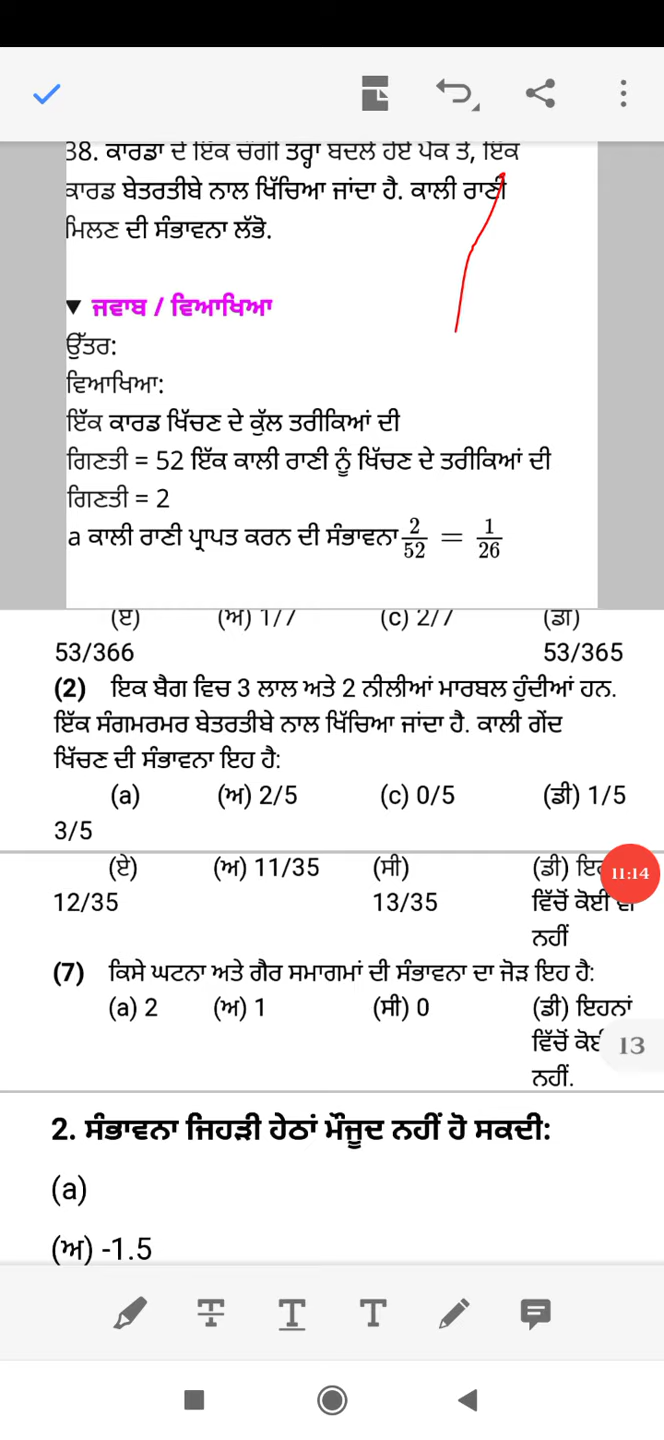 38. ਕਾਰਡਾਂ ਦੇ ਇੱਕ ਚੰਗੀ ਤਰ੍ਹਾਂ ਬਦਲੇ ਹੋਏ ਪੈਕ ਤੋਂ, ਇੱਕ
ਕਾਰਡ ਬੇਤਰਤੀਬੇ ਨਾਲ ਖਿੱਚਿਆ ਜਾਂਦਾ ਹੈ. ਕਾਲੀ ਰਾਣੀ
ਮਿਲਣ ਦੀ ਸੰਭਾਵਨਾ ਲੱਭੋ.
▼ ਜਵਾਬ / ਵਿਆਖਿਆ
ਉੱਤਰ:
ਵਿਆਖਿਆ:
ਇੱਕ ਕਾਰਡ ਖਿੱਚਣ ਦੇ ਕੁੱਲ ਤਰੀਕਿਆਂ ਦੀ
ਗਿਣਤੀ = 52 ਇੱਕ ਕਾਲੀ ਰਾਣੀ ਨੂੰ ਖਿੱਚਣ ਦੇ ਤਰੀਕਿਆਂ ਦੀ
ਗਿਣਤੀ = 2
a ਕਾਲੀ ਰਾਣੀ ਪ੍ਰਾਪਤ ਕਰਨ ਦੀ ਸੰਭਾਵਨਾ 2/52 = 1/26
(ੲ) (ਅ) 1/7 (c) 2/7 (ਡੀ)
53/366 53/365
(2) ਇਕ ਬੈਗ ਵਿਚ 3 ਲਾਲ ਅਤੇ 2 ਨੀਲੀਆਂ ਮਾਰਬਲ ਹੁੰਦੀਆਂ ਹਨ.
ਇੱਕ ਸੰਗਮਰਮਰ ਬੇਤਰਤੀਬੇ ਨਾਲ ਖਿੱਚਿਆ ਜਾਂਦਾ ਹੈ. ਕਾਲੀ ਗੇਂਦ
ਖਿੱਚਣ ਦੀ ਸੰਭਾਵਨਾ ਇਹ ਹੈ:
(a) (ਅ) 2/5 (c) 0/5 (ਡੀ) 1/5
3/5
(ਏ) (ਅ) 11/35 (ਸੀ) (ਡੀ)
11:14
12/35 13/35 ਵਿੱਚੋਂ ਕੋਈ ਵੀ
ਨਹੀਂ
(7) ਕਿਸੇ ਘਟਨਾ ਅਤੇ ਗੈਰ ਸਮਾਗਮਾਂ ਦੀ ਸੰਭਾਵਨਾ ਦਾ ਜੋੜ ਇਹ ਹੈ:
(a) 2 (ਅ) 1 (ਸੀ) 0 (ਡੀ) ਇਹਨਾਂ
ਵਿੱਚੋਂ
13
ਨਹੀਂ.
2. ਸੰਭਾਵਨਾ ਜਿਹੜੀ ਹੇਠਾਂ ਮੌਜੂਦ ਨਹੀਂ ਹੋ ਸਕਦੀ:
(a)
(ਅ) -1.5